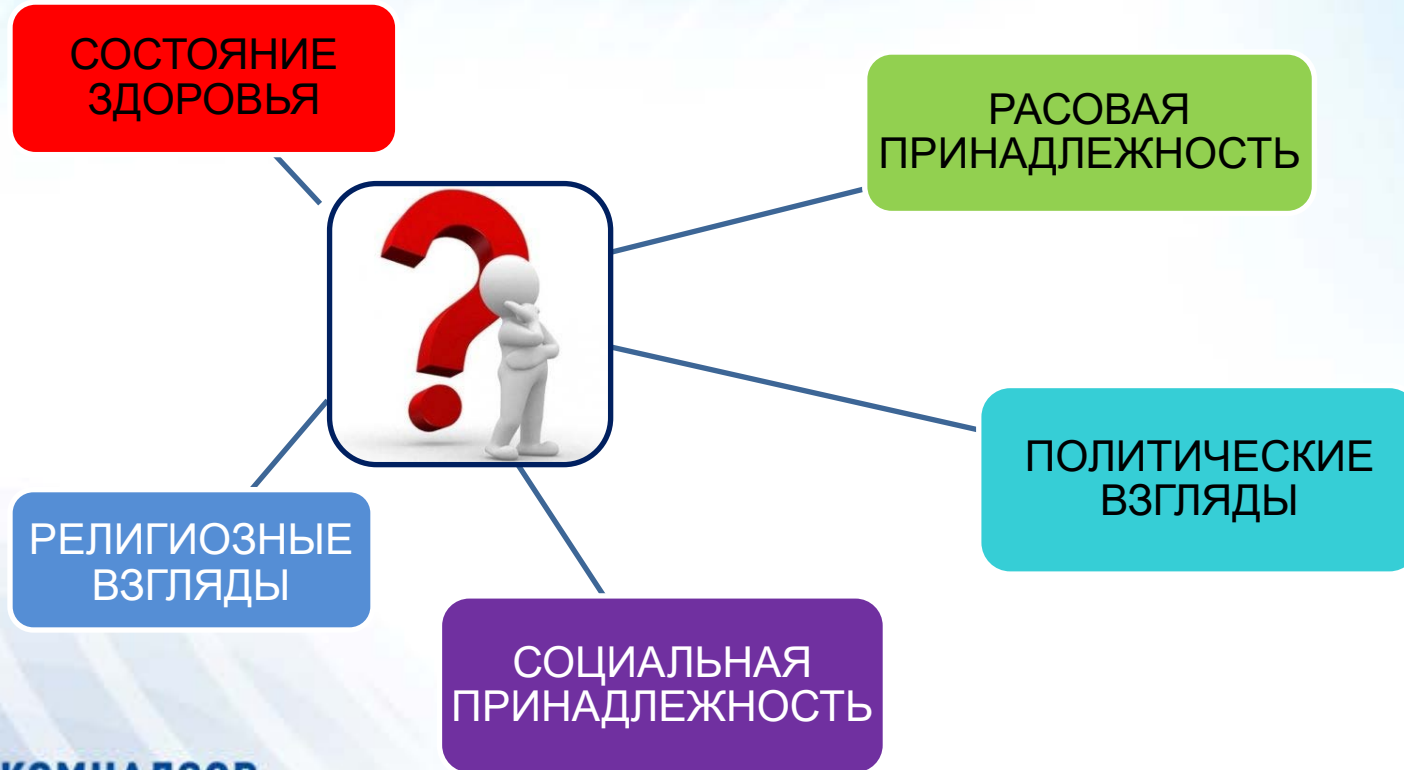 СОСТОЯНИЕ
ЗДОРОВЬЯ
РАСОВАЯ
ПРИНАДЛЕЖНОСТЬ
ПОЛИТИЧЕСКИЕ
ВЗГЛЯДЫ
РЕЛИГИОЗНЫЕ
ВЗГЛЯДЫ
СОЦИАЛЬНАЯ
ПРИНАДЛЕЖНОСТЬ